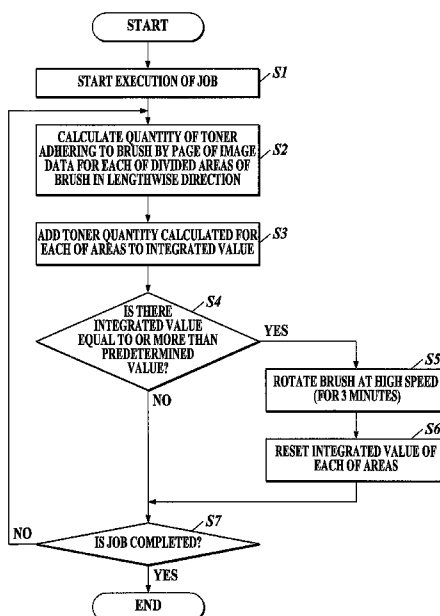 START
S1
START EXECUTION OF JOB
CALCULATE QUANTITY OF TONER
ADHERING TO BRUSH BY PAGE OF IMAGE
DATA FOR EACH OF DIVIDED AREAS OF
BRUSH IN LENGTHWISE DIRECTION
S2
ADD TONER QUANTITY CALCULATED FOR
EACH OF AREAS TO INTEGRATED VALUE
S3
S4
IS THERE
INTEGRATED VALUE
EQUAL TO OR MORE THAN
PREDETERMINED
VALUE?
YES
NO
S5
ROTATE BRUSH AT HIGH SPEED
(FOR 3 MINUTES)
S6
RESET INTEGRATED VALUE OF
EACH OF AREAS
S7
NO
IS JOB COMPLETED?
YES
END